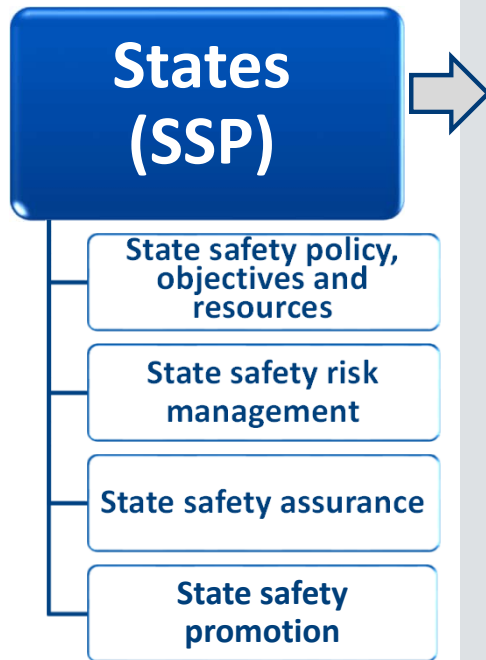 States
(SSP)
State safety policy,
objectives and
resources
State safety risk
management
State safety assurance
State safety
promotion